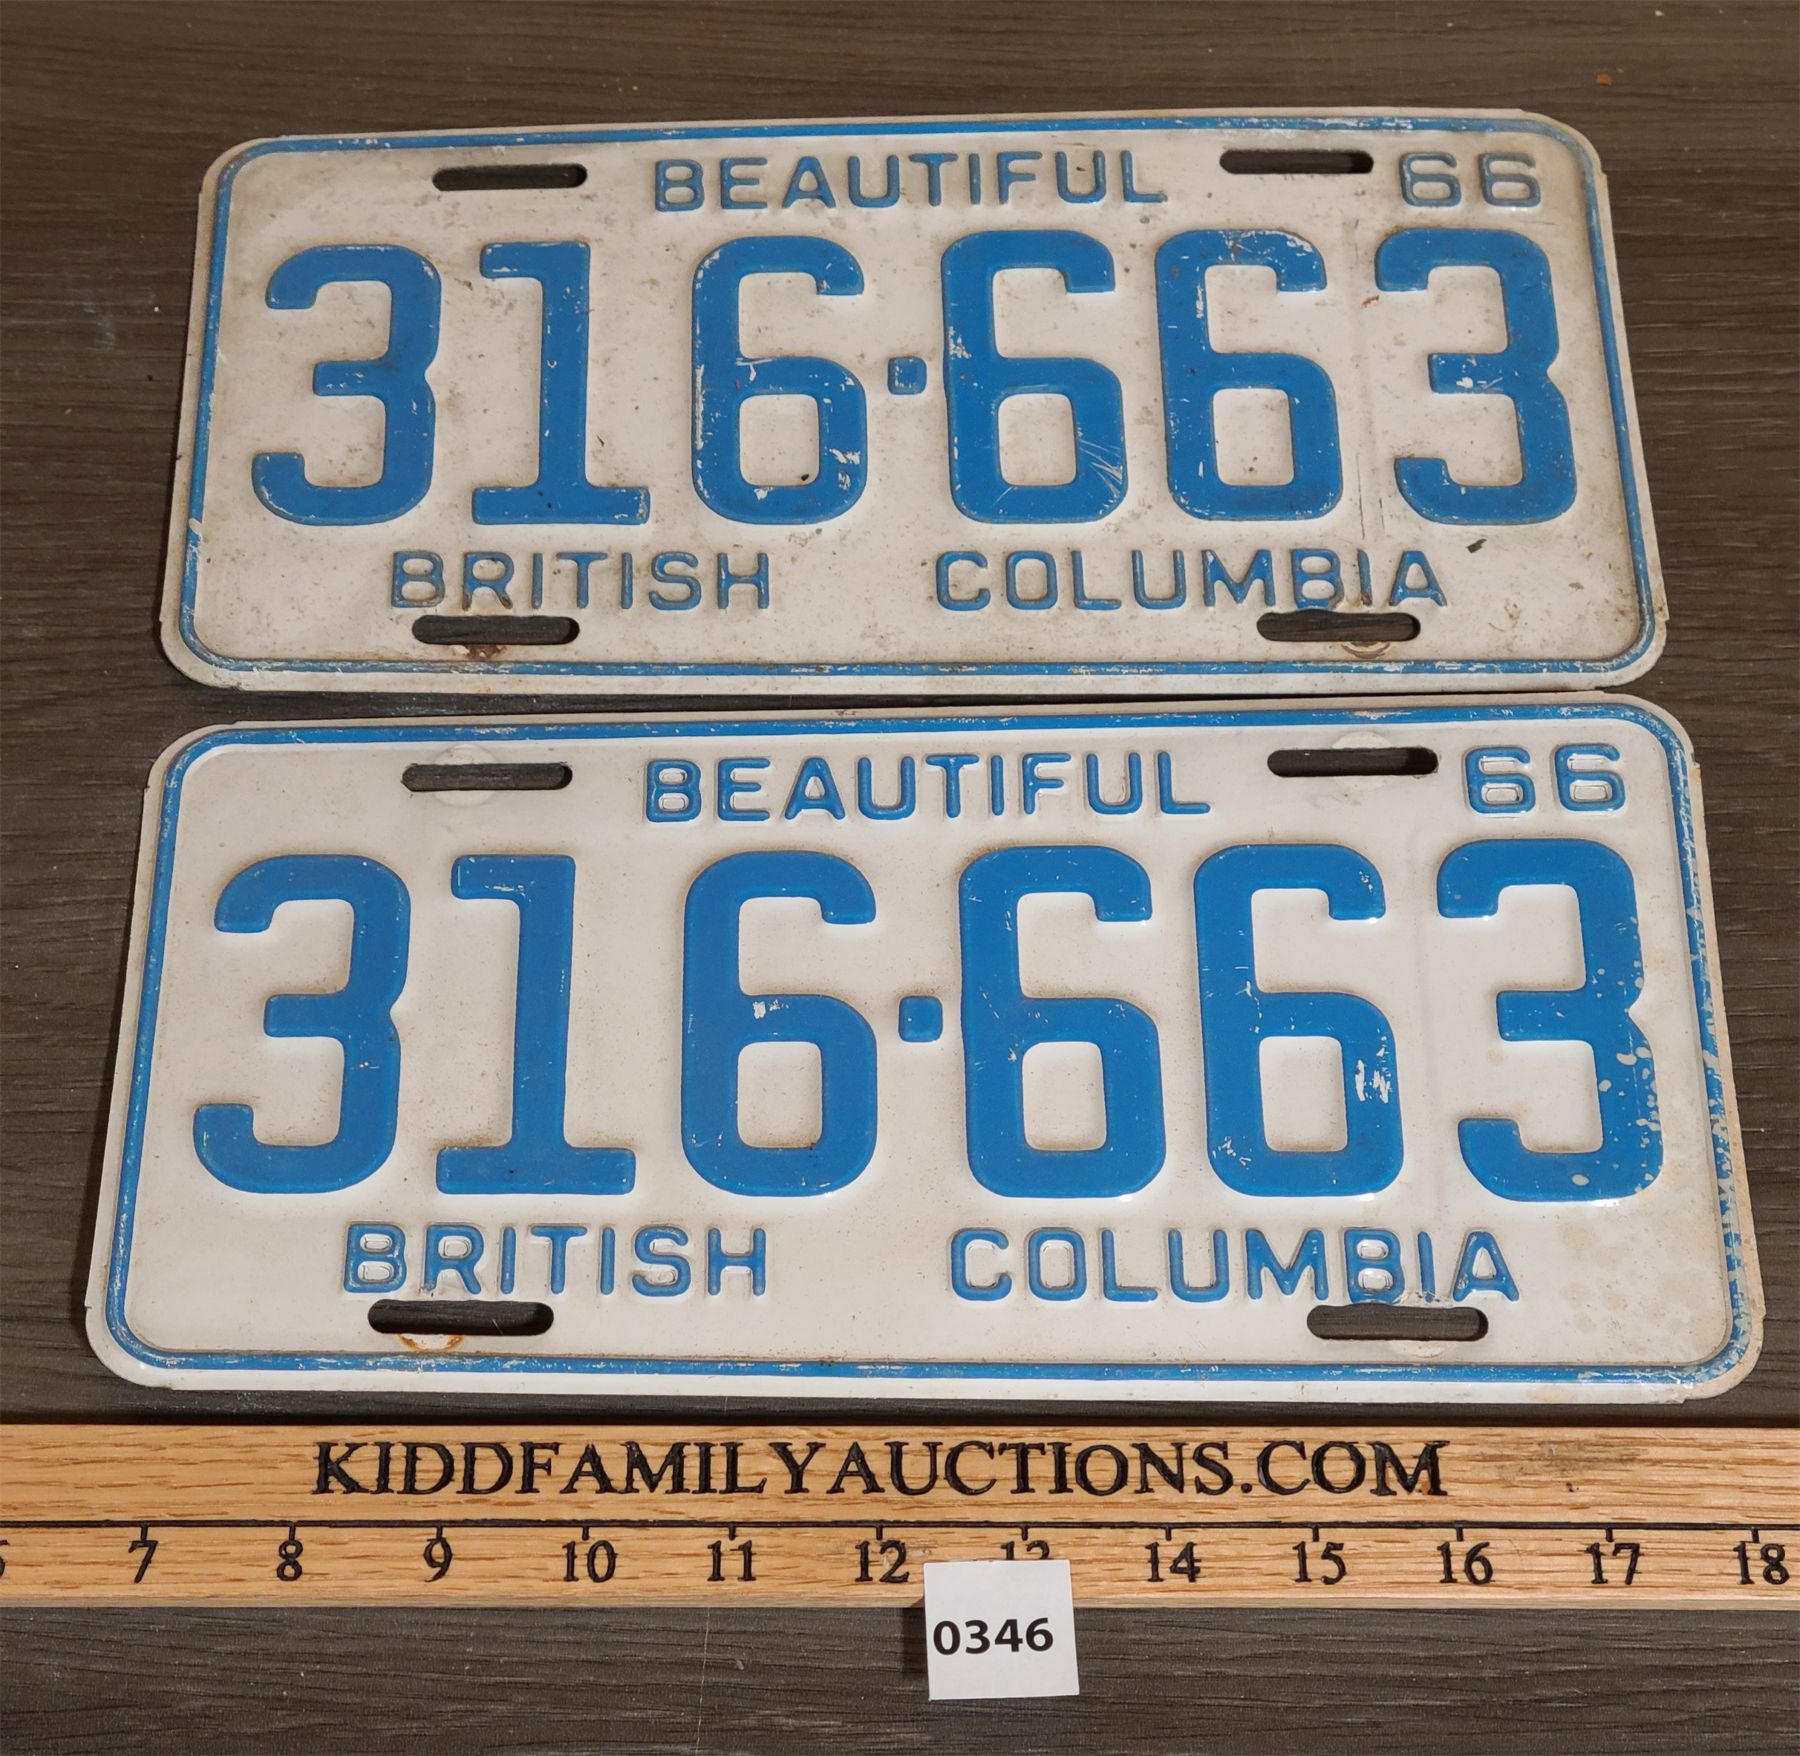 BEAUTIFUL 66
316·663
BRITISH COLUMBIA
BEAUTIFUL 66
316·663
BRITISH COLUMBIA
KIDDFAMILYAUCTIONS.COM
7 8 9 10 11 12 13 14 15 16 17 18
0346